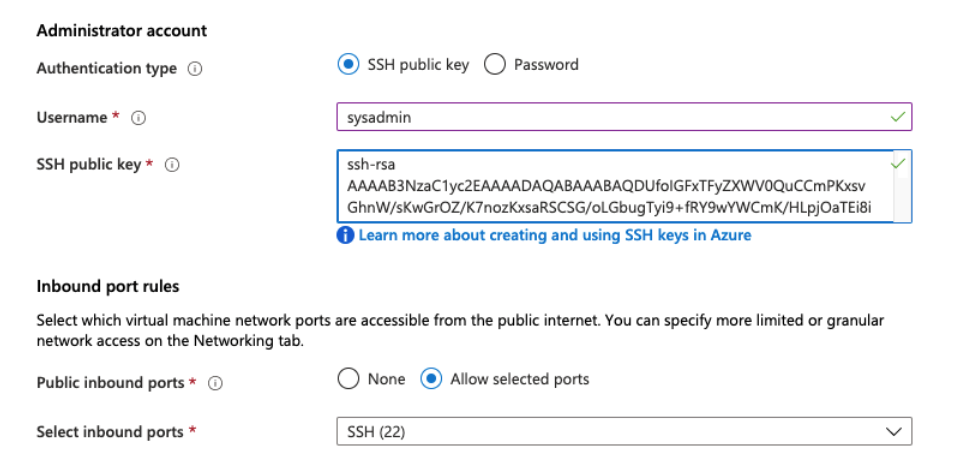 Administrator account
Authentication type SSH public key Password
Username * sysadmin
SSH public key * ssh-rsa
AAAAB3NzaC1yc2EAAAADAQABAAABAQDUfoIGFxTFyZXWV0QuCCmPKxsv
GhnW/sKwGrOZ/K7nozKxsaRSCSG/oLGbugTyi9+fRY9wYWCmK/HLpjOaTEi8i
Learn more about creating and using SSH keys in Azure
Inbound port rules
Select which virtual machine network ports are accessible from the public internet. You can specify more limited or granular
network access on the Networking tab.
Public inbound ports * None Allow selected ports
Select inbound ports * SSH (22)